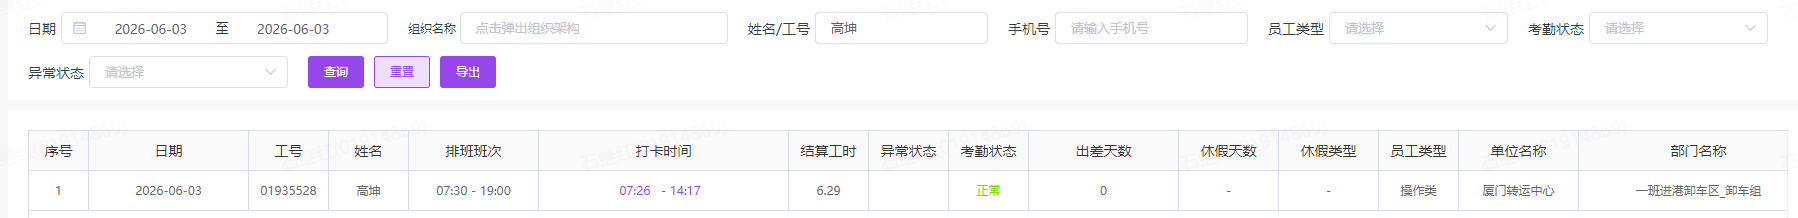 日期 2026-06-03 至 2026-06-03 组织名称 点击弹出组织架构 姓名/工号 高坤 手机号 请输入手机号 员工类型 请选择 考勤状态 请选择
异常状态 请选择 查询 重置 导出
序号 日期 工号 姓名 排班班次 打卡时间 结算工时 异常状态 考勤状态 出差天数 休假天数 休假类型 员工类型 单位名称 部门名称
1 2026-06-03 01935528 高坤 07:30 - 19:00 07:26 - 14:17 6.29 正常 0 - - 操作类 厦门转运中心 一班进港卸车区_卸车组